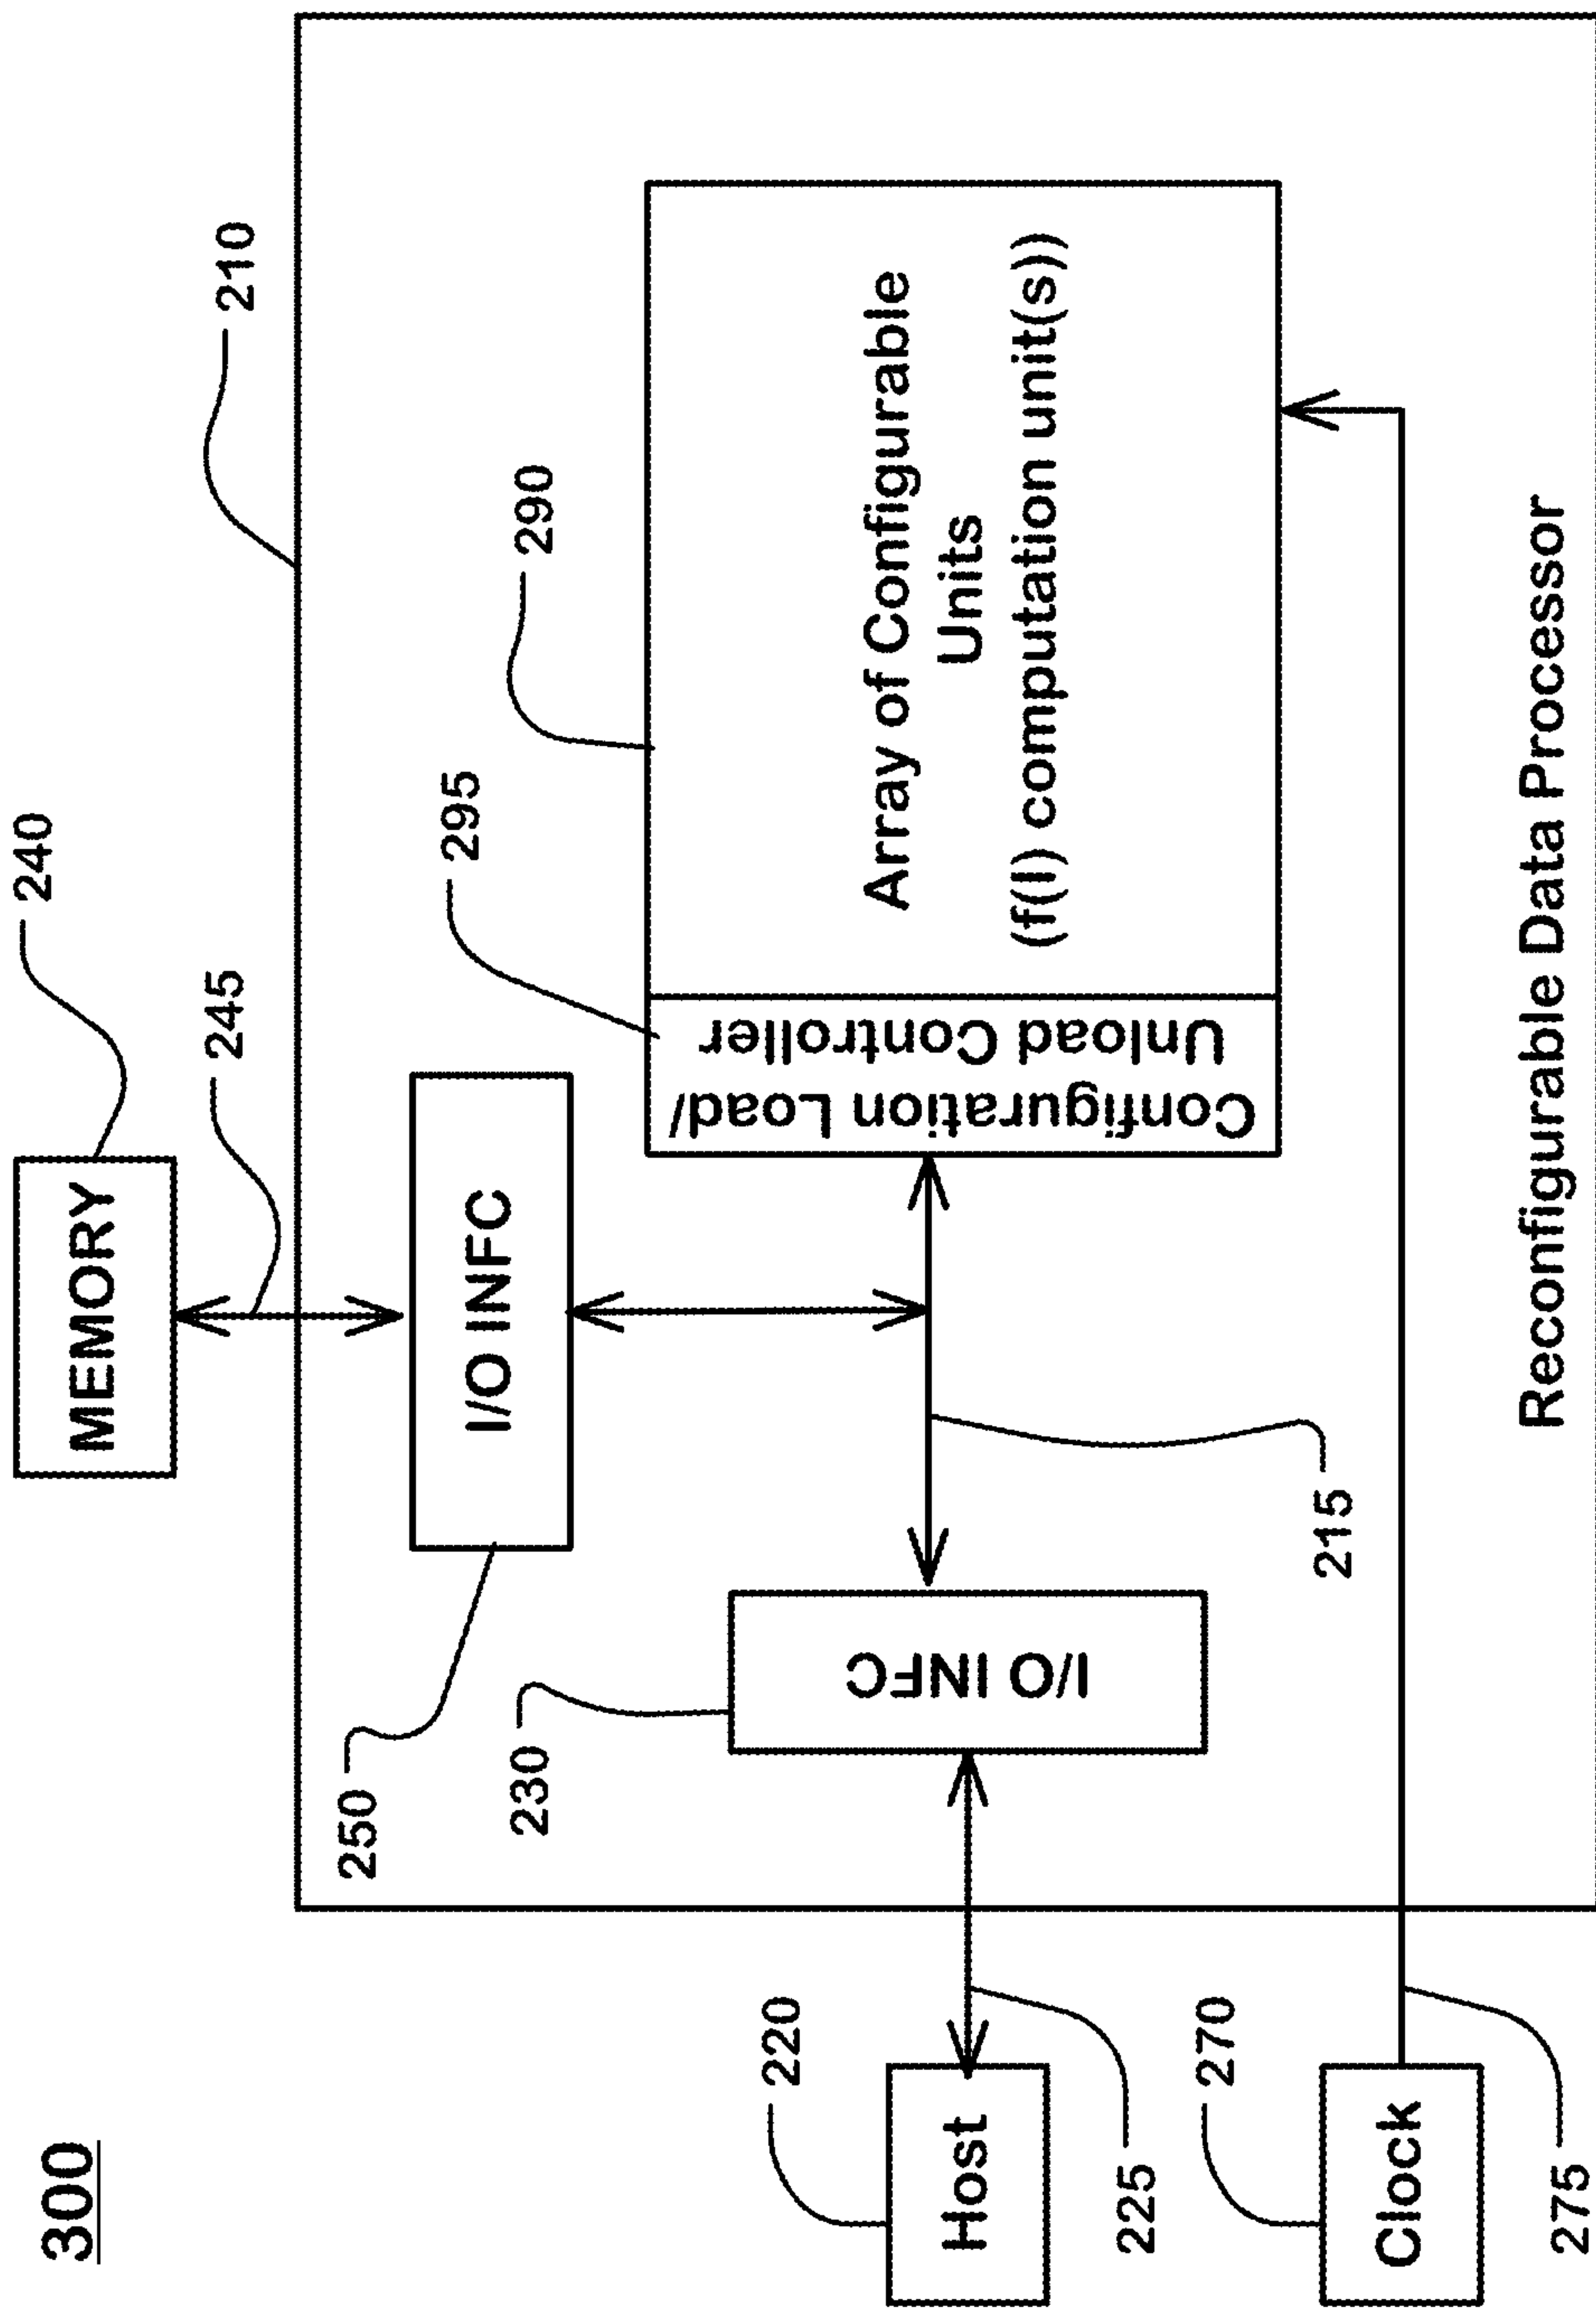 300
MEMORY
240
245
210
I/O INFC
250
230
I/O INFC
295
290
Configuration Load/
Unload Controller
Array of Configurable
Units
(f(I) computation unit(s))
Host
220
225
215
Clock
270
275
Reconfigurable Data Processor